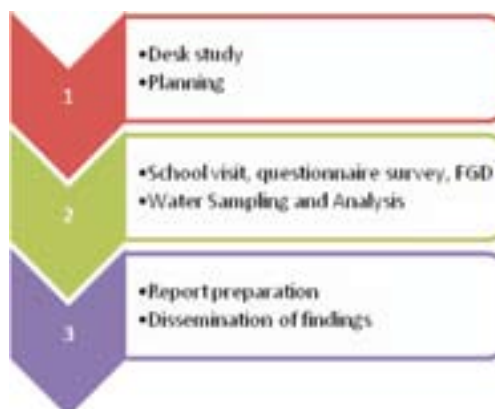 1
•Desk study
•Planning
2
•School visit, questionnaire survey, FGD
•Water Sampling and Analysis
3
•Report preparation
•Dissemination of findings